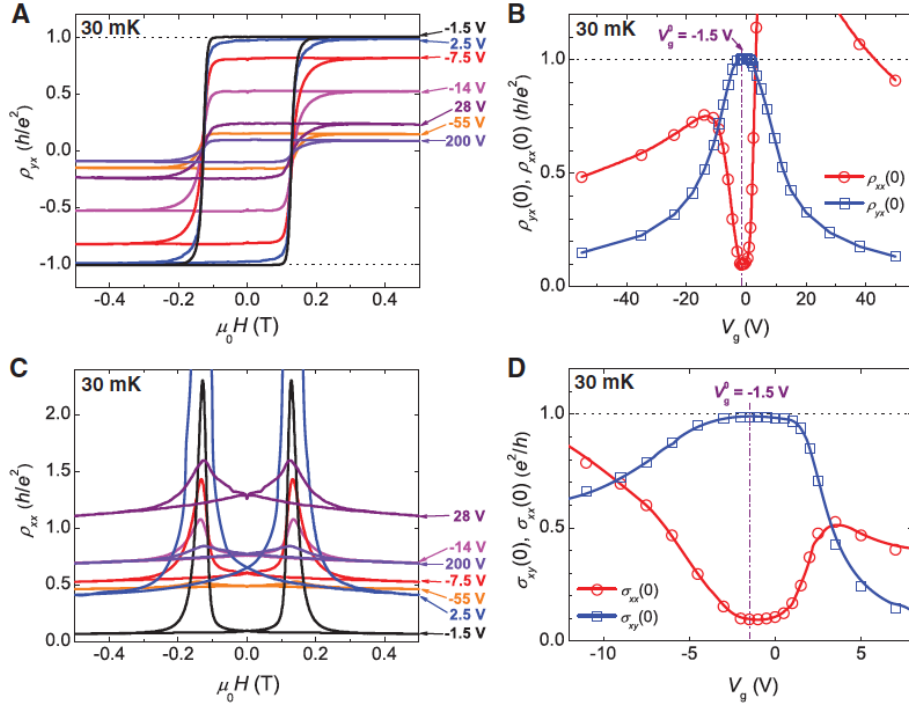 A
30 mK
1.0
0.5
0.0
-0.5
-1.0
ρyx (h/e²)
-0.4 -0.2 0.0 0.2 0.4
μ₀H (T)
-1.5 V
2.5 V
-7.5 V
-14 V
28 V
-55 V
200 V
B
30 mK
Vg⁰ = -1.5 V
1.0
0.5
0.0
ρyx(0), ρxx(0) (h/e²)
ρxx(0)
ρyx(0)
-40 -20 0 20 40
Vg (V)
C
30 mK
2.0
1.5
1.0
0.5
0.0
ρxx (h/e²)
-0.4 -0.2 0.0 0.2 0.4
μ₀H (T)
28 V
-14 V
200 V
-7.5 V
-55 V
2.5 V
-1.5 V
D
30 mK
Vg⁰ = -1.5 V
1.0
0.5
0.0
σxy(0), σxx(0) (e²/h)
σxx(0)
σxy(0)
-10 -5 0 5
Vg (V)